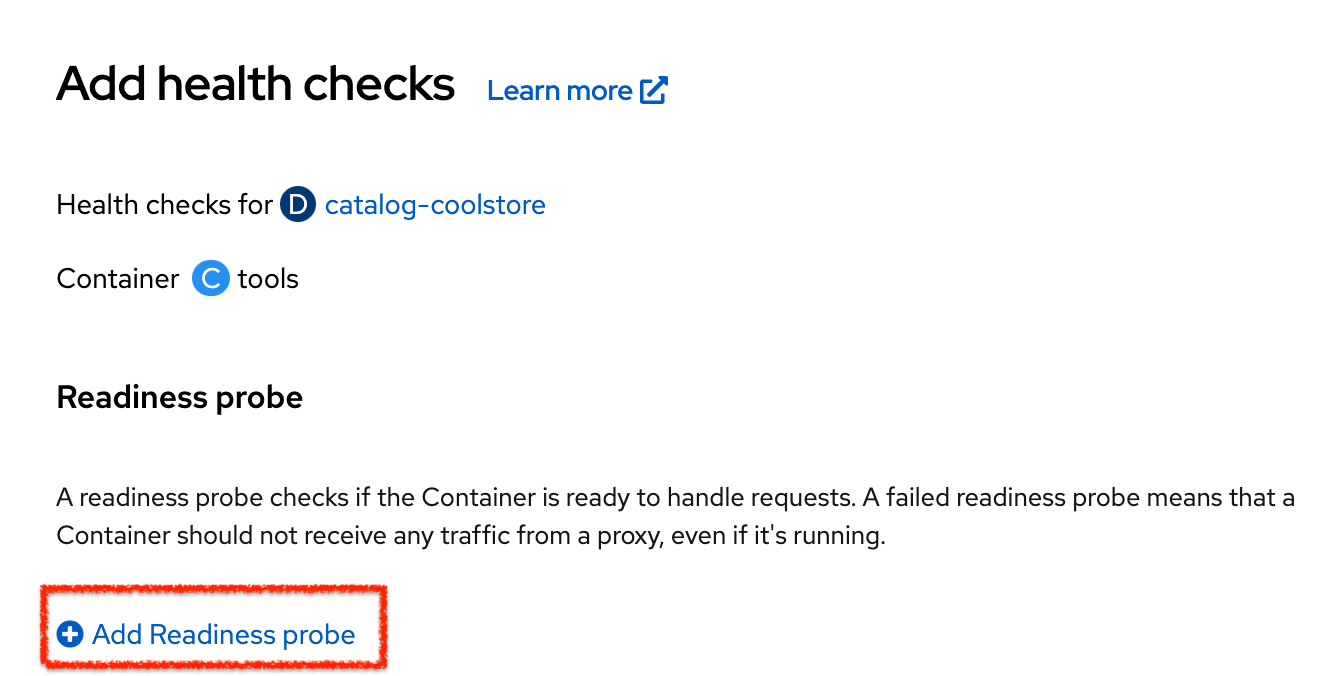 Add health checks Learn more
Health checks for D catalog-coolstore
Container C tools
Readiness probe
A readiness probe checks if the Container is ready to handle requests. A failed readiness probe means that a
Container should not receive any traffic from a proxy, even if it's running.
Add Readiness probe